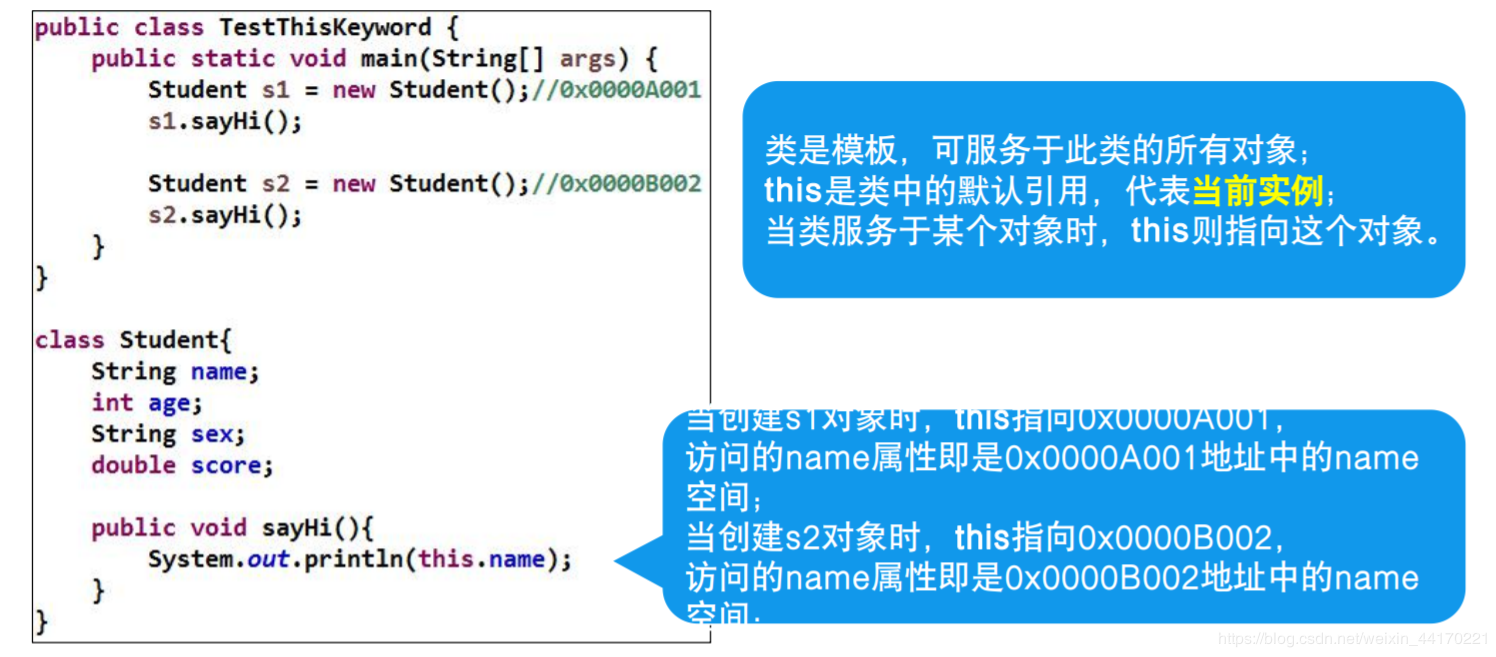 public class TestThisKeyword {
public static void main(String[] args) {
Student s1 = new Student();//0x0000A001
s1.sayHi();
Student s2 = new Student();//0x0000B002
s2.sayHi();
}
}
class Student{
String name;
int age;
String sex;
double score;
public void sayHi(){
System.out.println(this.name);
}
}
类是模板，可服务于此类的所有对象；
this是类中的默认引用，代表当前实例；
当类服务于某个对象时，this则指向这个对象。
当创建s1对象时，this指向0x0000A001，
访问的name属性即是0x0000A001地址中的name
空间；
当创建s2对象时，this指向0x0000B002，
访问的name属性即是0x0000B002地址中的name
空间；
https://blog.csdn.net/weixin_44170221